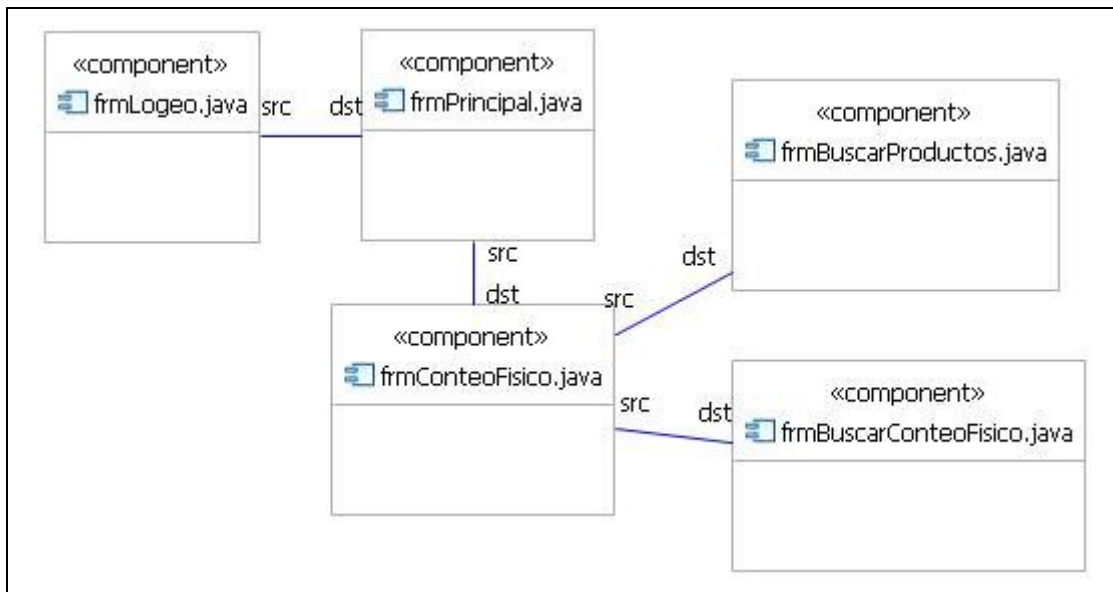 «component»
frmLogeo.java
src
dst
«component»
frmPrincipal.java
src
dst
«component»
frmConteoFisico.java
src
dst
«component»
frmBuscarProductos.java
src
dst
«component»
frmBuscarConteoFisico.java